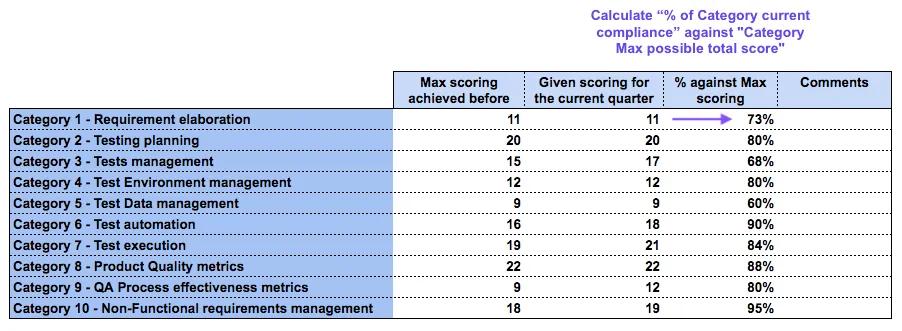 Calculate “% of Category current
compliance” against "Category
Max possible total score"
Max scoring achieved before Given scoring for the current quarter % against Max scoring Comments
Category 1 - Requirement elaboration 11 11 73%
Category 2 - Testing planning 20 20 80%
Category 3 - Tests management 15 17 68%
Category 4 - Test Environment management 12 12 80%
Category 5 - Test Data management 9 9 60%
Category 6 - Test automation 16 18 90%
Category 7 - Test execution 19 21 84%
Category 8 - Product Quality metrics 22 22 88%
Category 9 - QA Process effectiveness metrics 9 12 80%
Category 10 - Non-Functional requirements management 18 19 95%